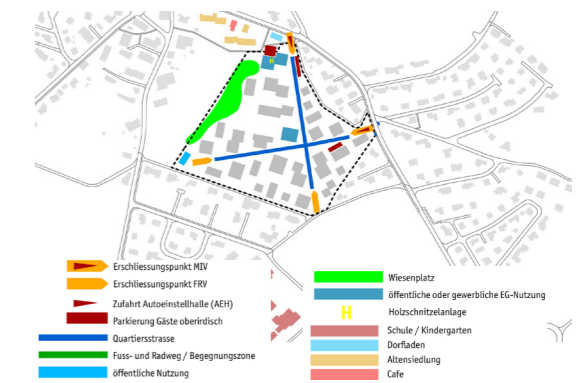 H
Erschliessungspunkt MIV
Erschliessungspunkt FRV
Zufahrt Autoeinstellhalle (AEH)
Parkierung Gäste oberirdisch
Quartiersstrasse
Fuss- und Radweg / Begegnungszone
öffentliche Nutzung
Wiesenplatz
öffentliche oder gewerbliche EG-Nutzung
H Holzschnitzelanlage
Schule / Kindergarten
Dorfladen
Altensiedlung
Cafe